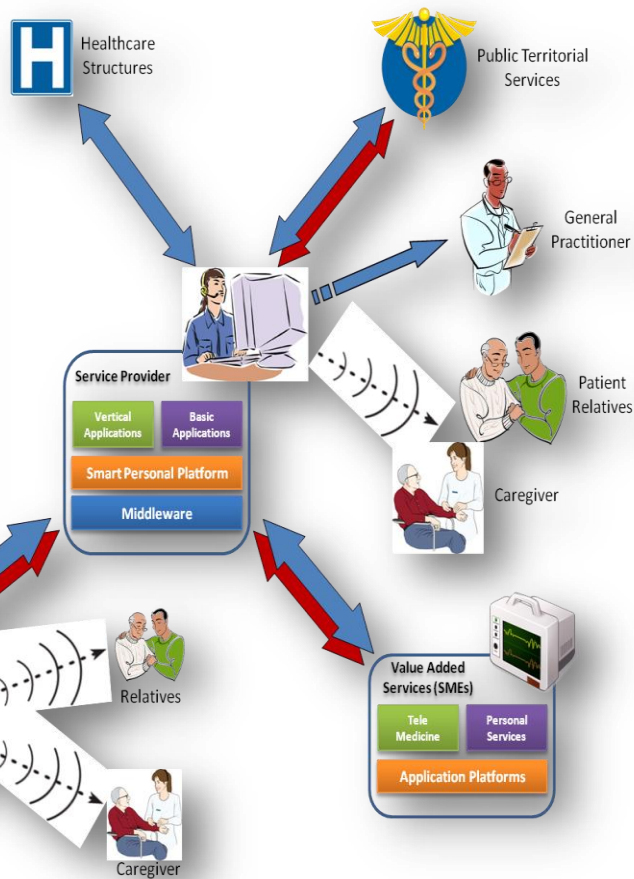 H
Healthcare
Structures
Public Territorial
Services
General
Practitioner
Patient
Relatives
Caregiver
Service Provider
Vertical
Applications
Basic
Applications
Smart Personal Platform
Middleware
Relatives
Caregiver
Value Added
Services (SMEs)
Tele
Medicine
Personal
Services
Application Platforms